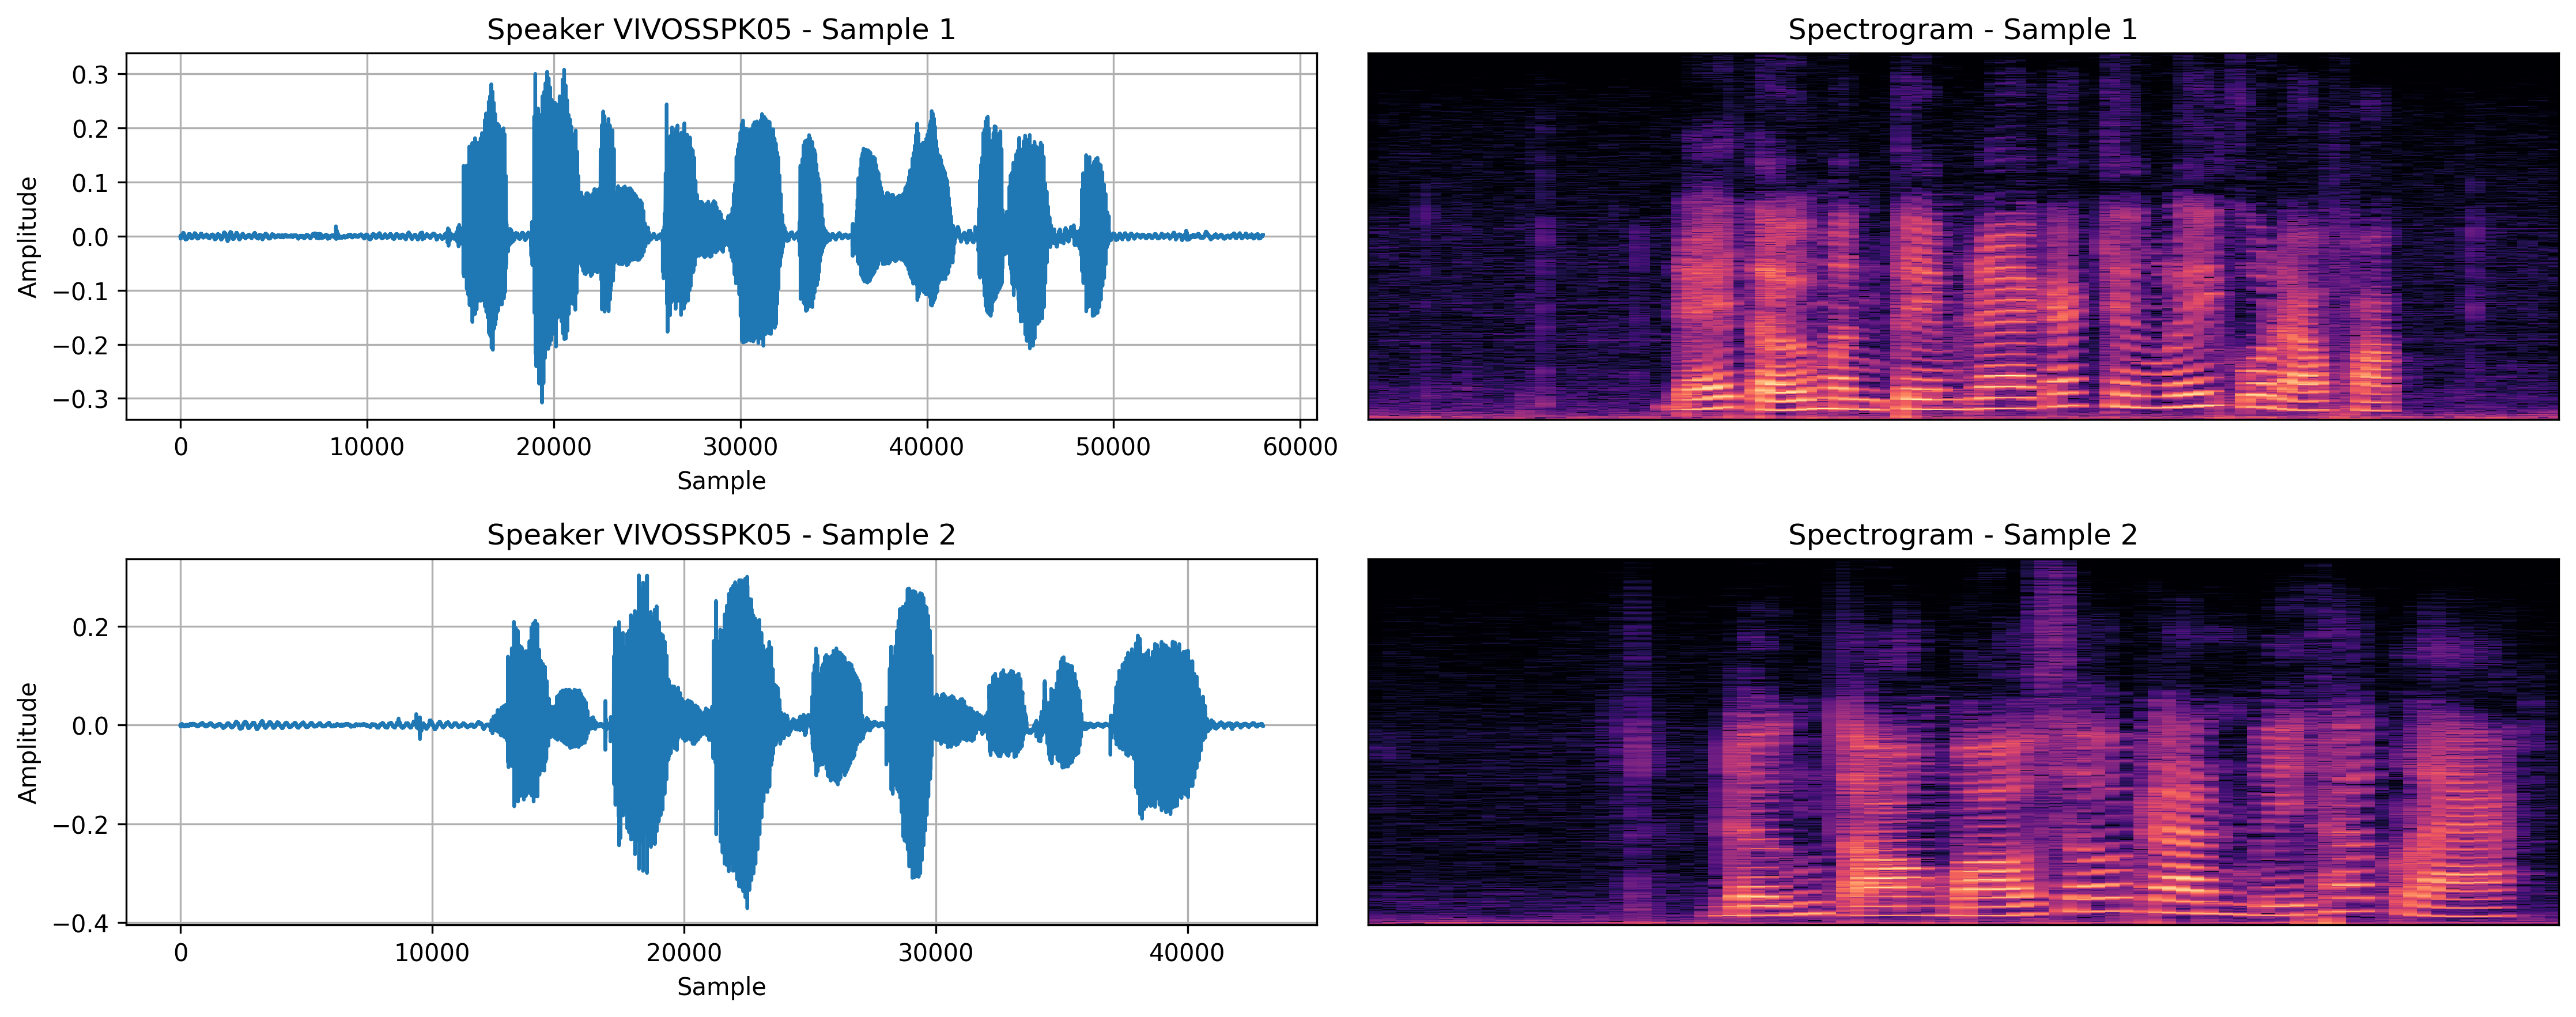 Speaker VIVOSSPK05 - Sample 1
Amplitude
0.3
0.2
0.1
0.0
−0.1
−0.2
−0.3
0 10000 20000 30000 40000 50000 60000
Sample
Spectrogram - Sample 1
Speaker VIVOSSPK05 - Sample 2
Amplitude
0.2
0.0
−0.2
−0.4
0 10000 20000 30000 40000
Sample
Spectrogram - Sample 2